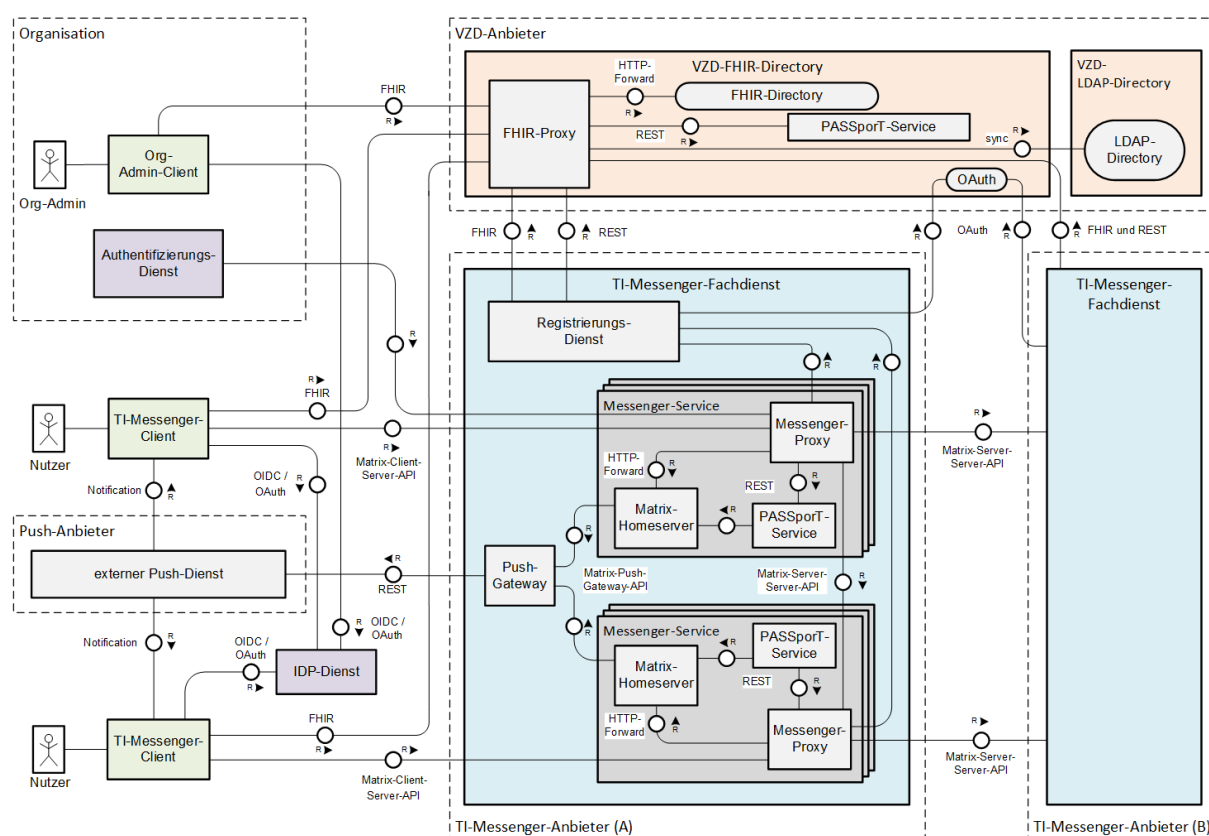 Organisation
Org-Admin
Org-
Admin-Client
Authentifizierungs-
Dienst
FHIR
R
VZD-Anbieter
VZD-FHIR-Directory
FHIR-Proxy
HTTP-
Forward
R
FHIR-Directory
REST
R
PASSporT-Service
sync
R
OAuth
VZD-
LDAP-Directory
LDAP-
Directory
FHIR
R
R
REST
R
OAuth
R
R
FHIR und REST
TI-Messenger-Fachdienst
Registrierungs-
Dienst
R
R
R
TI-Messenger-
Fachdienst
Nutzer
TI-Messenger-
Client
R
FHIR
R
Matrix-Client-
Server-API
OIDC /
OAuth
R
Notification
R
Messenger-Service
Messenger-
Proxy
HTTP-
Forward
R
REST
R
Matrix-
Homeserver
R
PASSporT-
Service
R
Matrix-Server-
Server-API
Push-Anbieter
externer Push-Dienst
R
REST
Push-
Gateway
R
Matrix-Push-
Gateway-API
R
Matrix-Server-
Server-API
R
Notification
R
OIDC /
OAuth
R
R
OIDC /
OAuth
IDP-Dienst
Messenger-Service
PASSporT-
Service
R
Matrix-
Homeserver
REST
R
HTTP-
Forward
R
Messenger-
Proxy
R
Matrix-Server-
Server-API
Nutzer
TI-Messenger-
Client
FHIR
R
R
Matrix-Client-
Server-API
TI-Messenger-Anbieter (A)
TI-Messenger-Anbieter (B)